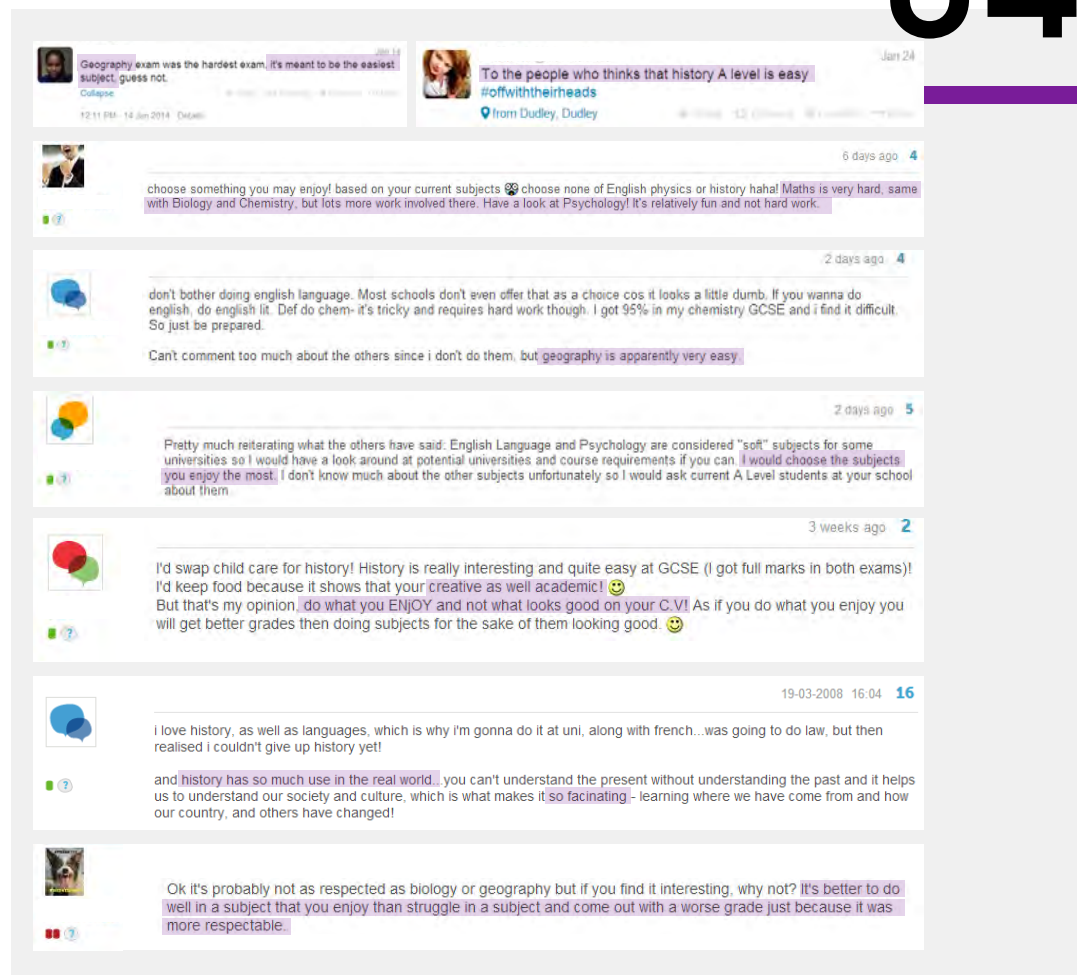 04
Jan 14
Geography exam was the hardest exam, it's meant to be the easiest
subject, guess not.
Collapse
12:11 PM - 14 Jan 2014 Details
Jan 24
To the people who thinks that history A level is easy
#offwiththeirheads
from Dudley, Dudley
6 days ago 4
choose something you may enjoy! based on your current subjects choose none of English physics or history haha! Maths is very hard, same
with Biology and Chemistry, but lots more work involved there. Have a look at Psychology! It's relatively fun and not hard work.
?
2 days ago 4
don't bother doing english language. Most schools don't even offer that as a choice cos it looks a little dumb. If you wanna do
english, do english lit. Def do chem- it's tricky and requires hard work though. I got 95% in my chemistry GCSE and i find it difficult.
So just be prepared.
?
Can't comment too much about the others since i don't do them, but geography is apparently very easy.
2 days ago 5
Pretty much reiterating what the others have said: English Language and Psychology are considered "soft" subjects for some
universities so I would have a look around at potential universities and course requirements if you can. I would choose the subjects
you enjoy the most. I don't know much about the other subjects unfortunately so I would ask current A Level students at your school
about them
?
3 weeks ago 2
I'd swap child care for history! History is really interesting and quite easy at GCSE (I got full marks in both exams)!
I'd keep food because it shows that your creative as well academic!
But that's my opinion, do what you ENjOY and not what looks good on your C.V! As if you do what you enjoy you
will get better grades then doing subjects for the sake of them looking good.
?
19-03-2008 16:04 16
i love history, as well as languages, which is why i'm gonna do it at uni, along with french...was going to do law, but then
realised i couldn't give up history yet!
and history has so much use in the real world...you can't understand the present without understanding the past and it helps
us to understand our society and culture, which is what makes it so facinating - learning where we have come from and how
our country, and others have changed!
?
Ok it's probably not as respected as biology or geography but if you find it interesting, why not? It's better to do
well in a subject that you enjoy than struggle in a subject and come out with a worse grade just because it was
more respectable.
?